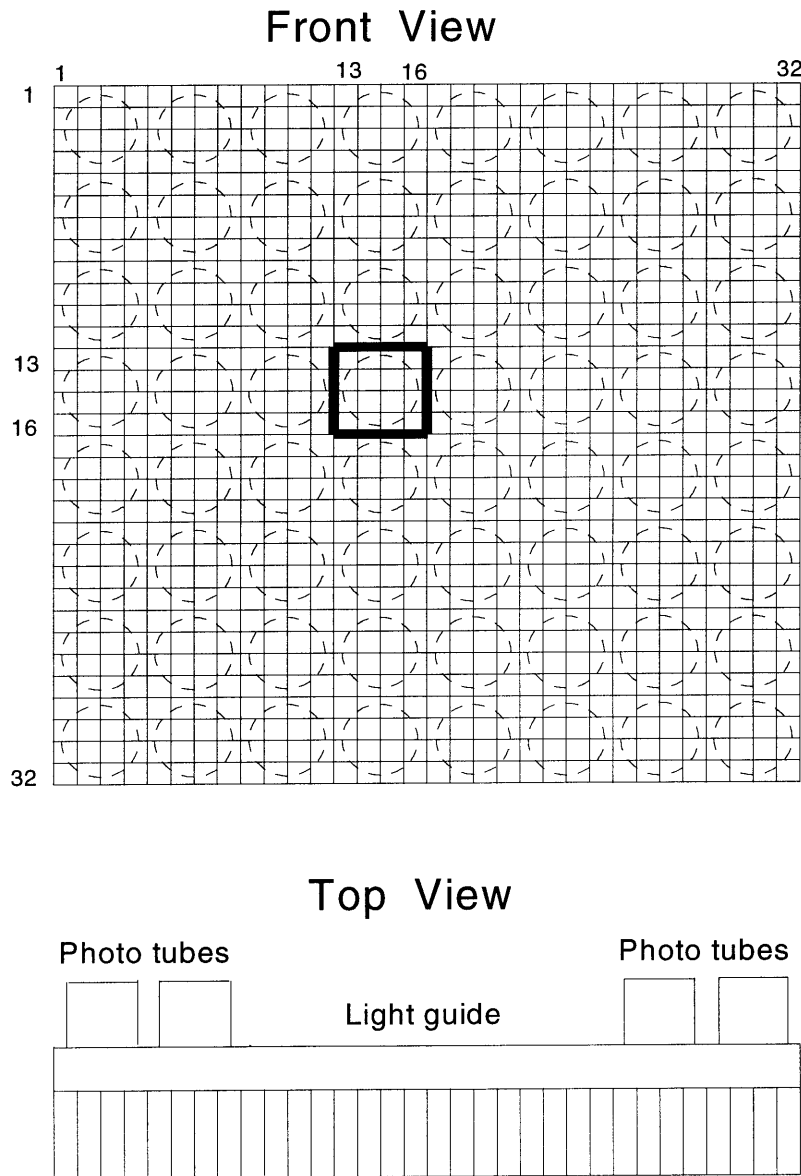 Front View
1 13 16 32
1
13
16
32
Top View
Photo tubes Photo tubes
Light guide